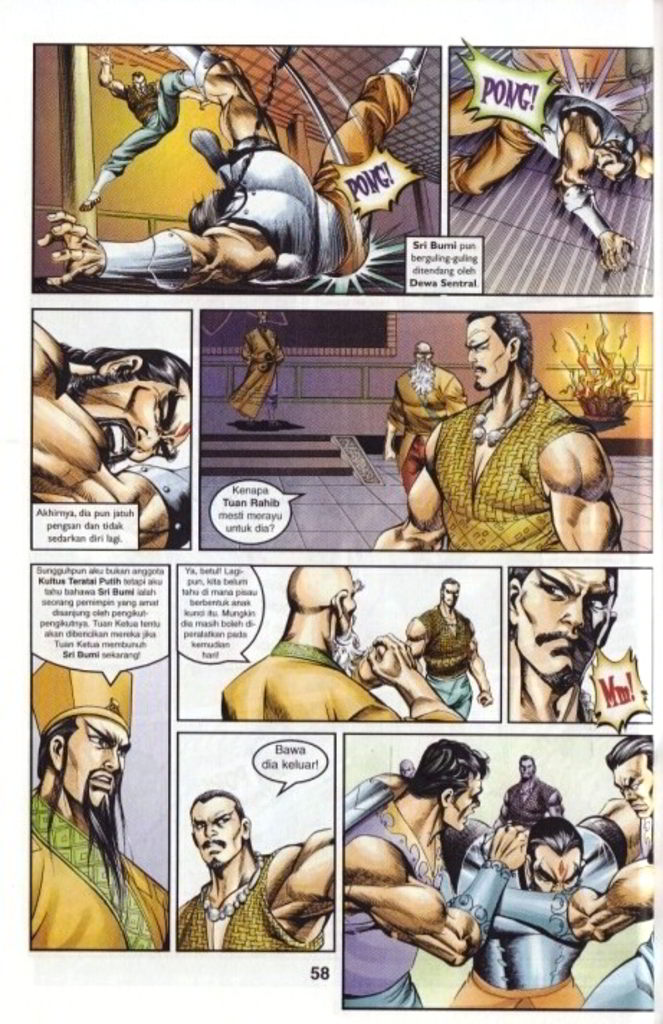 PONG!
PONG!
Sri Bumi pun
berguling-guling
ditendang oleh
Dewa Sentral.
Akhirnya, dia pun jatuh
pengsan dan tidak
sedarkan diri lagi.
Kenapa
Tuan Rahib
mesti merayu
untuk dia?
Sungguhpun aku bukan anggota
Kultus Teratai Putih tetapi aku
tahu bahawa Sri Bumi ialah
seorang pemimpin yang amat
disanjung oleh pengikut-
pengikutnya. Tuan Ketua tentu
akan dibencikan mereka jika
Tuan Ketua membunuh
Sri Bumi sekarang!
Ya, betul! Lagi-
pun, kita belum
tahu di mana pisau
berbentuk anak
kunci itu. Mungkin
dia masih boleh di-
peralatkan pada
kemudian
hari!
Mm!
Bawa
dia keluar!
58